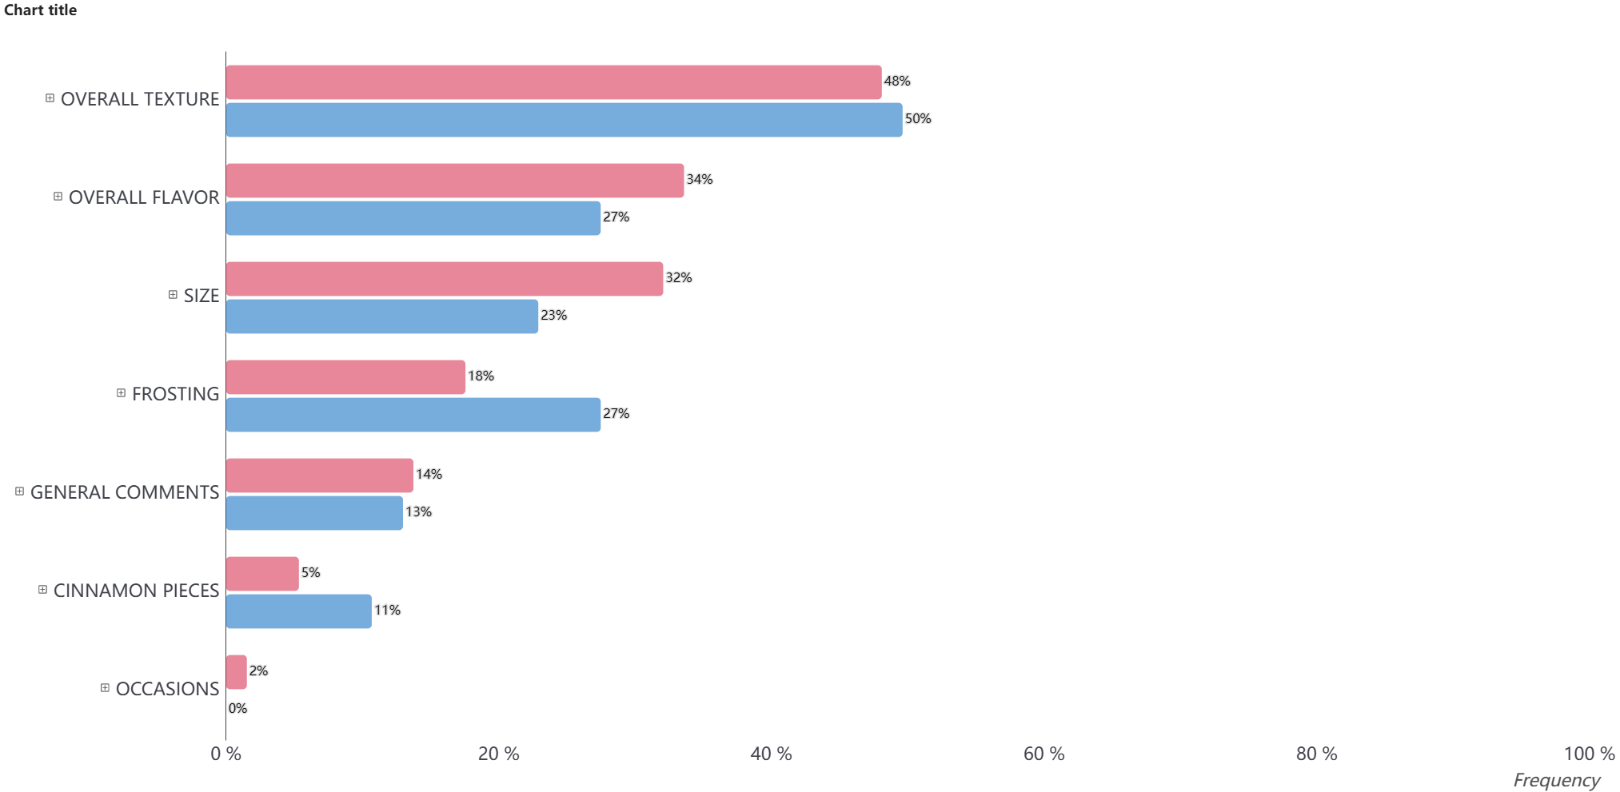 Chart title
OVERALL TEXTURE
48%
50%
OVERALL FLAVOR
34%
27%
SIZE
32%
23%
FROSTING
18%
27%
GENERAL COMMENTS
14%
13%
CINNAMON PIECES
5%
11%
OCCASIONS
2%
0%
0 % 20 % 40 % 60 % 80 % 100 %
Frequency